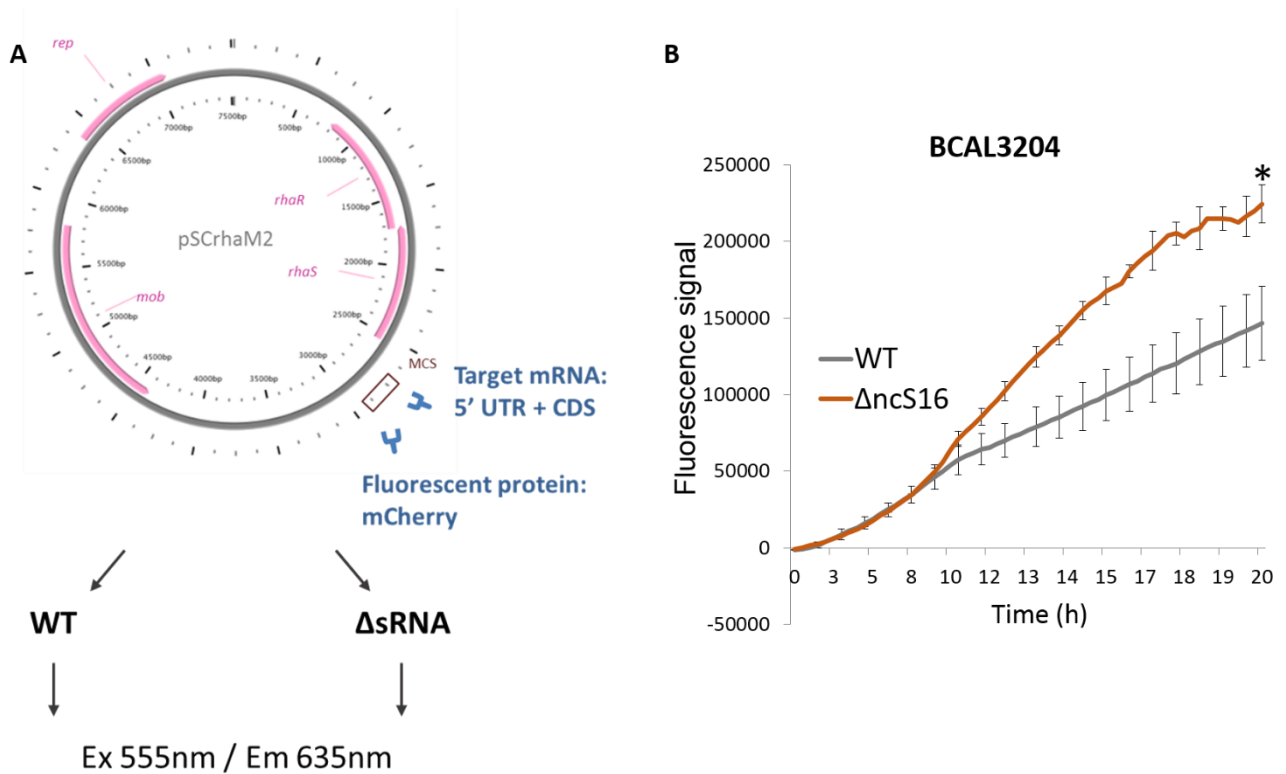 A
rep
7500bp
500bp
1000bp
1500bp
2000bp
2500bp
3000bp
3500bp
4000bp
4500bp
5000bp
5500bp
6000bp
6500bp
7000bp
rhaR
pSCrhaM2
rhaS
mob
MCS
Target mRNA:
5’ UTR + CDS
Fluorescent protein:
mCherry
WT
ΔsRNA
Ex 555nm / Em 635nm
B
BCAL3204
*
Fluorescence signal
250000
200000
150000
100000
50000
0
-50000
WT
ΔncS16
0 3 5 8 10 12 13 14 15 17 18 19 20
Time (h)